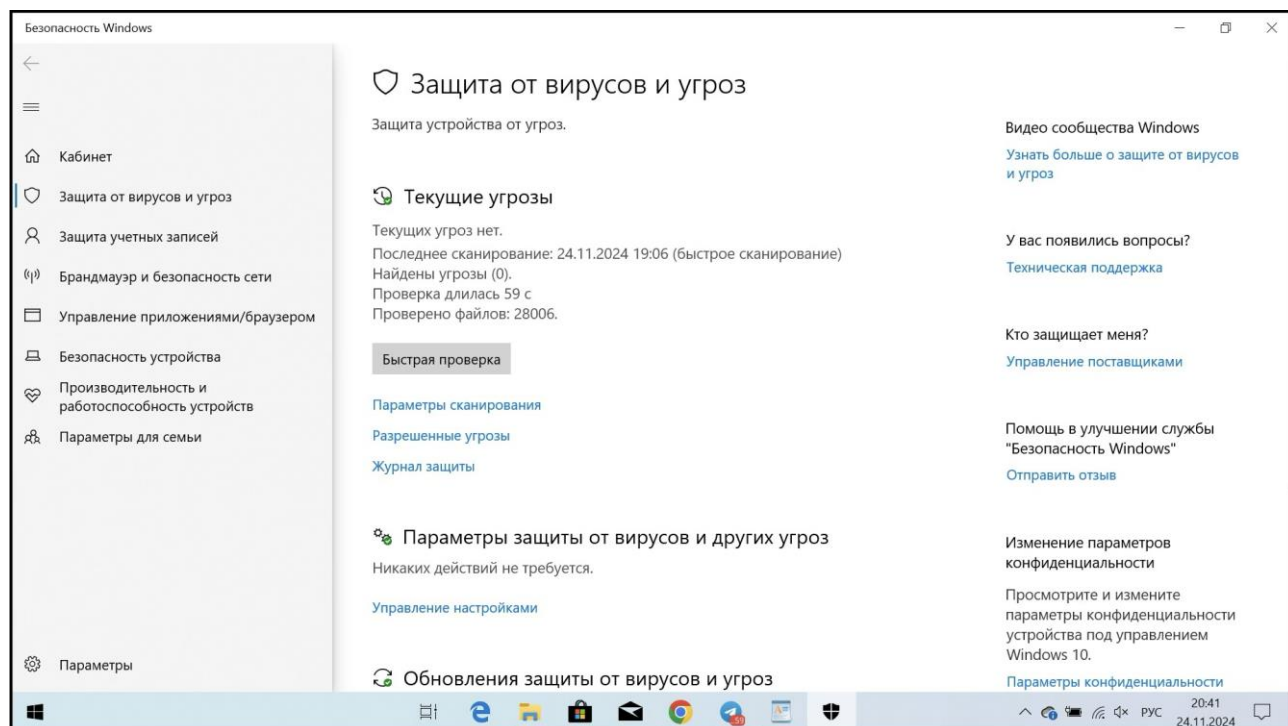 Безопасность Windows
Кабинет
Защита от вирусов и угроз
Защита учетных записей
Брандмауэр и безопасность сети
Управление приложениями/браузером
Безопасность устройства
Производительность и
работоспособность устройств
Параметры для семьи
Параметры
Защита от вирусов и угроз
Защита устройства от угроз.
Текущие угрозы
Текущих угроз нет.
Последнее сканирование: 24.11.2024 19:06 (быстрое сканирование)
Найдены угрозы (0).
Проверка длилась 59 с
Проверено файлов: 28006.
Быстрая проверка
Параметры сканирования
Разрешенные угрозы
Журнал защиты
Параметры защиты от вирусов и других угроз
Никаких действий не требуется.
Управление настройками
Обновления защиты от вирусов и угроз
Видео сообщества Windows
Узнать больше о защите от вирусов
и угроз
У вас появились вопросы?
Техническая поддержка
Кто защищает меня?
Управление поставщиками
Помощь в улучшении службы
"Безопасность Windows"
Отправить отзыв
Изменение параметров
конфиденциальности
Просмотрите и измените
параметры конфиденциальности
устройства под управлением
Windows 10.
Параметры конфиденциальности
59
РУС
20:41
24.11.2024